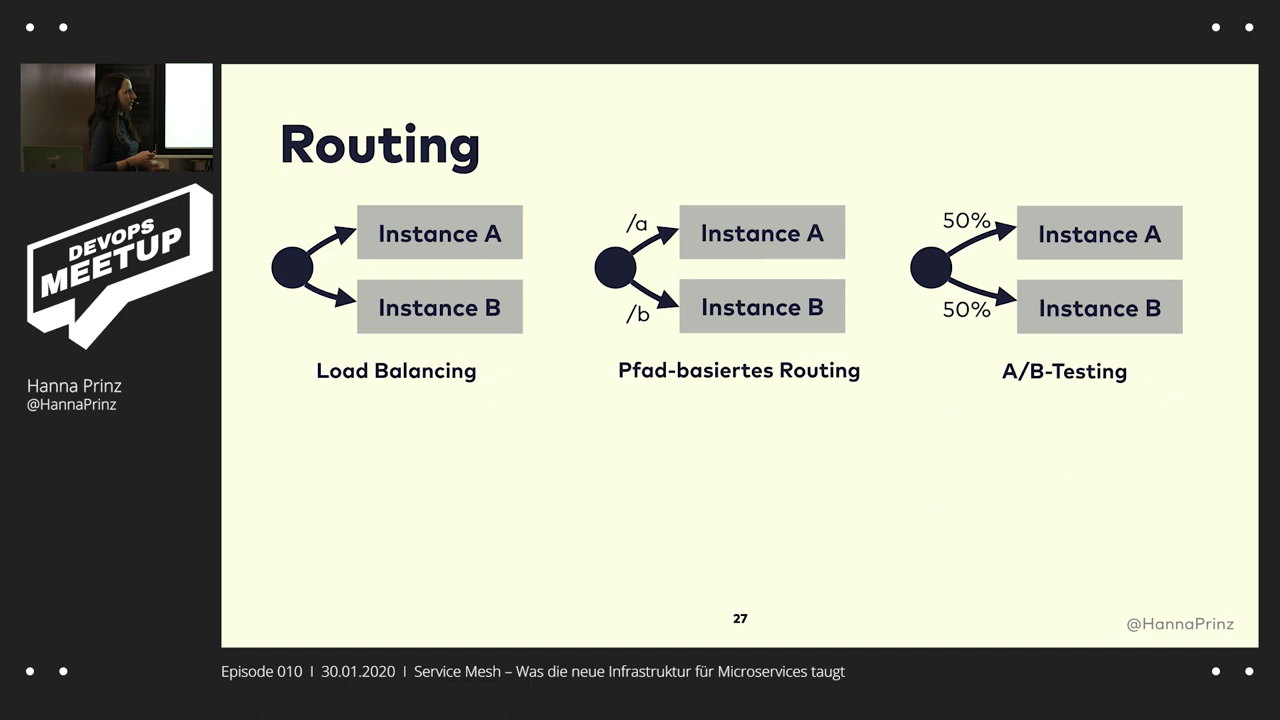 DEVOPS
MEETUP
Hanna Prinz
@HannaPrinz
Routing
Instance A
Instance B
Load Balancing
/a
Instance A
/b
Instance B
Pfad-basiertes Routing
50%
Instance A
50%
Instance B
A/B-Testing
27
@HannaPrinz
Episode 010 I 30.01.2020 I Service Mesh – Was die neue Infrastruktur für Microservices taugt